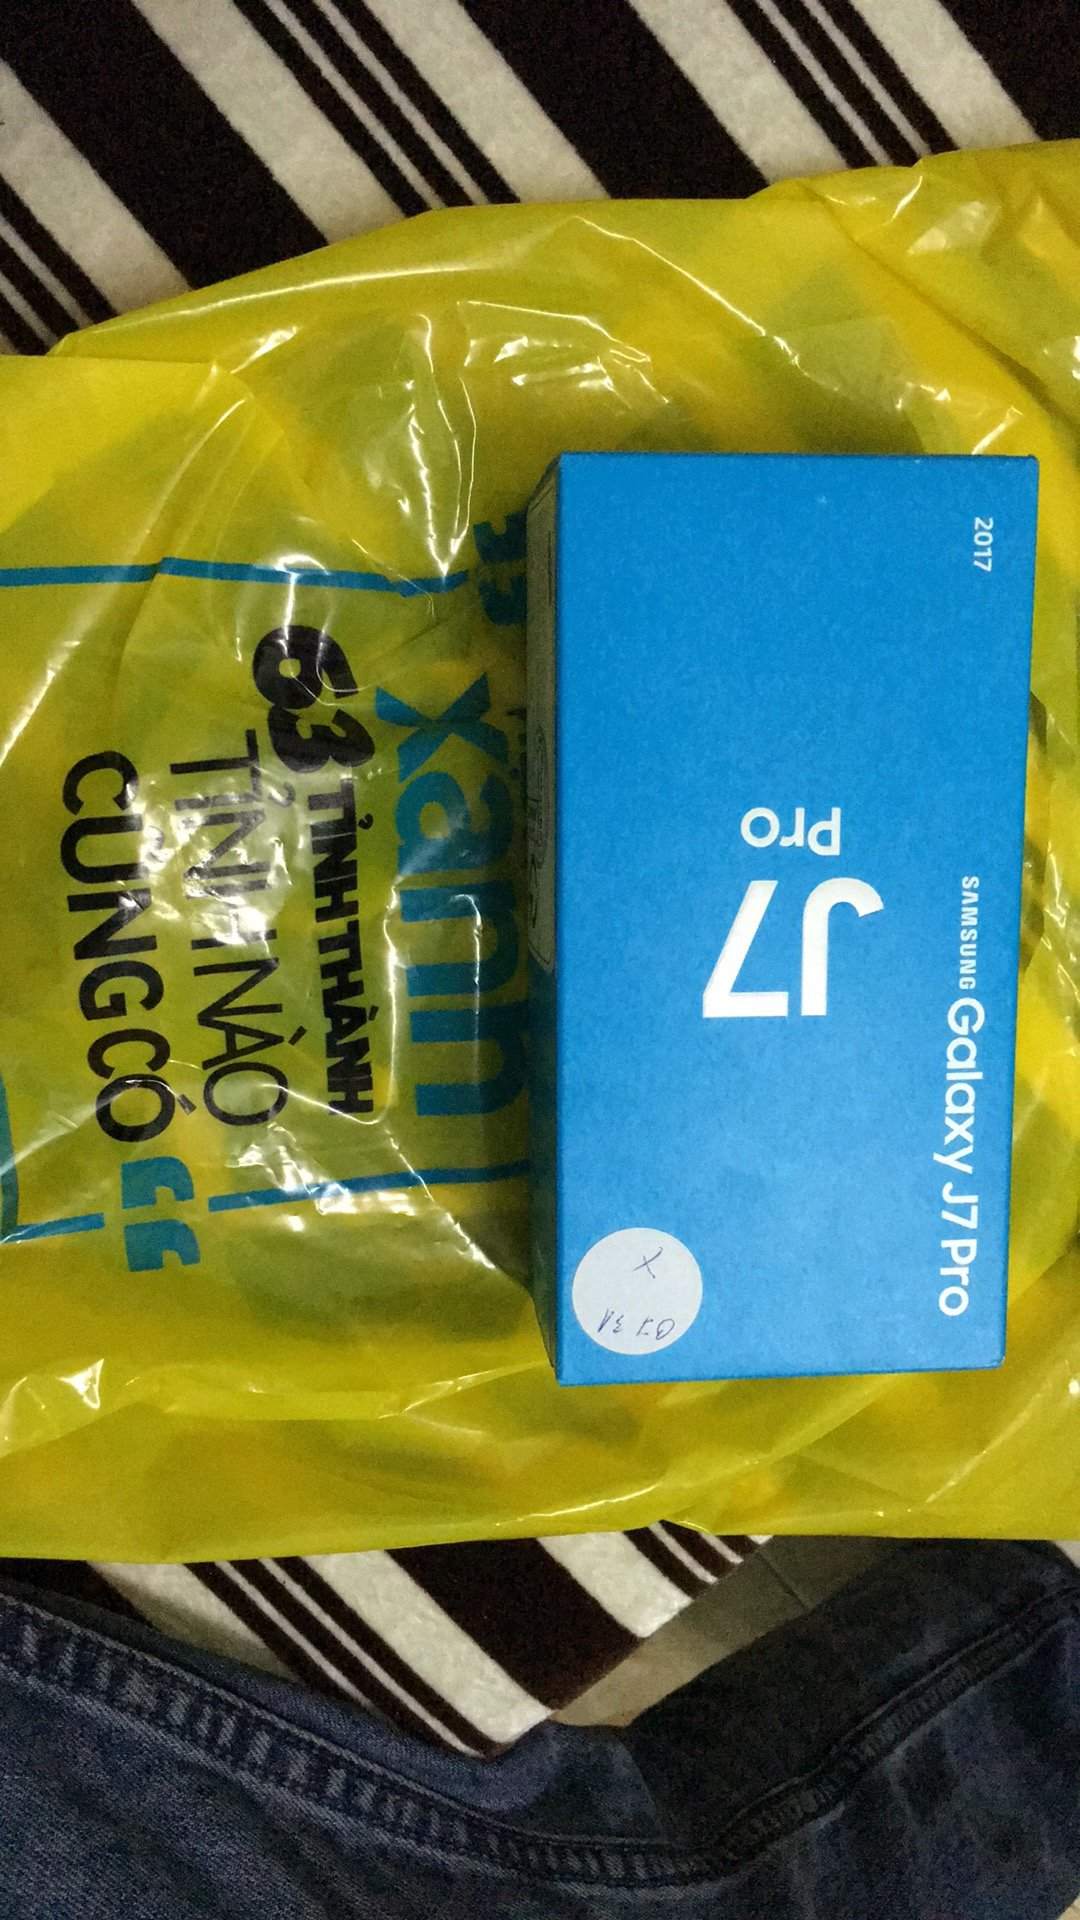 2017
Pro
J7
SAMSUNG Galaxy J7 Pro
xanh
63 TỈNH THÀNH
TỈNH NÀO
CŨNG CÓ
X